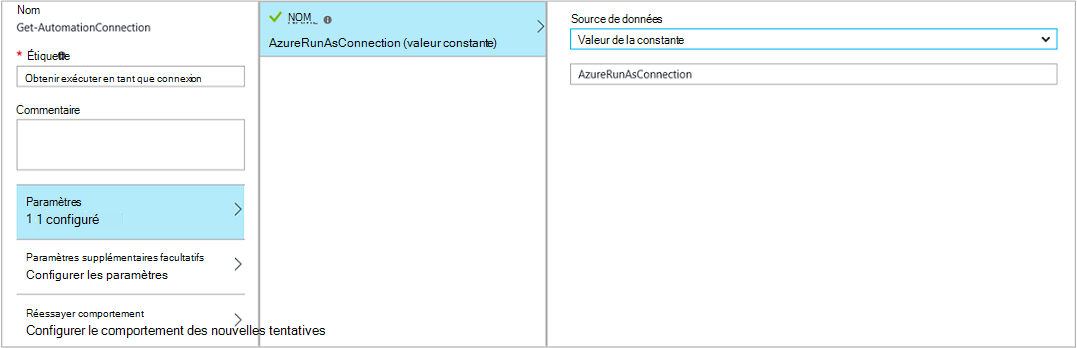 Nom
Get-AutomationConnection
* Étiquette
Obtenir exécuter en tant que connexion
Commentaire
Paramètres
1 1 configuré
Paramètres supplémentaires facultatifs
Configurer les paramètres
Réessayer comportement
Configurer le comportement des nouvelles tentatives
NOM
AzureRunAsConnection (valeur constante)
Source de données
Valeur de la constante
AzureRunAsConnection